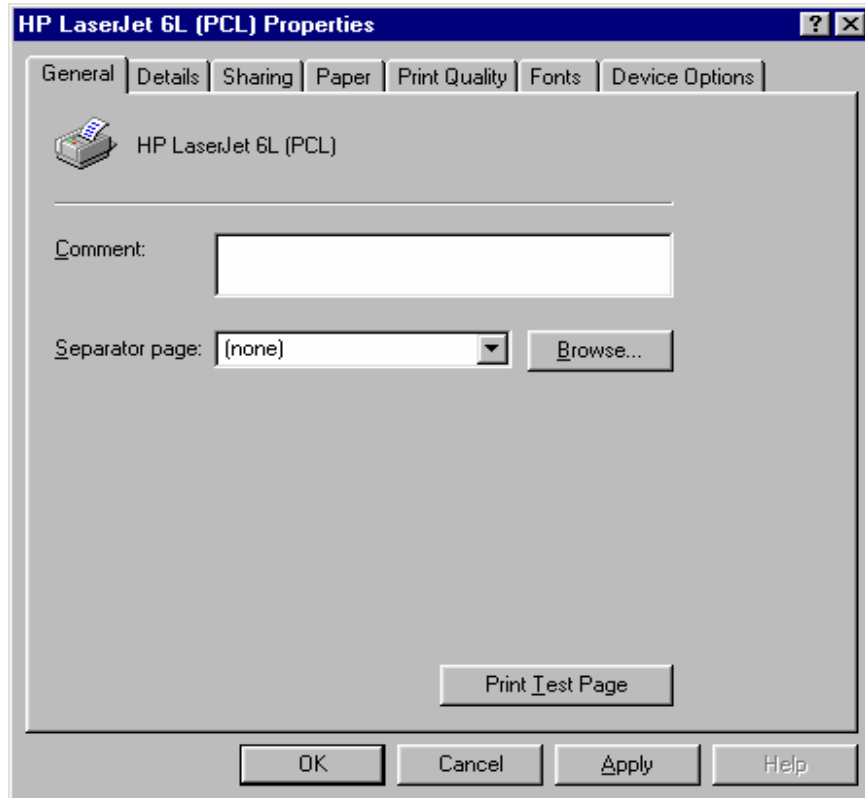 HP LaserJet 6L (PCL) Properties
General Details Sharing Paper Print Quality Fonts Device Options
HP LaserJet 6L (PCL)
Comment:
Separator page: (none) Browse...
Print Test Page
OK Cancel Apply Help